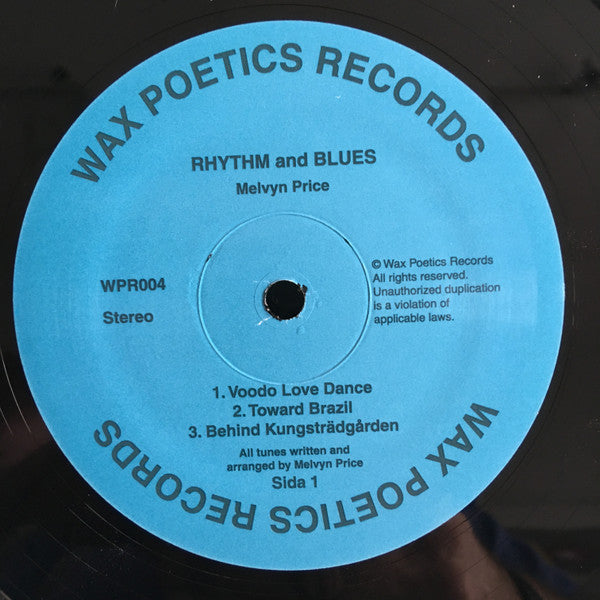 WAX POETICS RECORDS
RHYTHM and BLUES
Melvyn Price
WPR004
Stereo
© Wax Poetics Records
All rights reserved.
Unauthorized duplication
is a violation of
applicable laws.
1. Voodo Love Dance
2. Toward Brazil
3. Behind Kungsträdgården
All tunes written and
arranged by Melvyn Price
Sida 1
WAX POETICS RECORDS